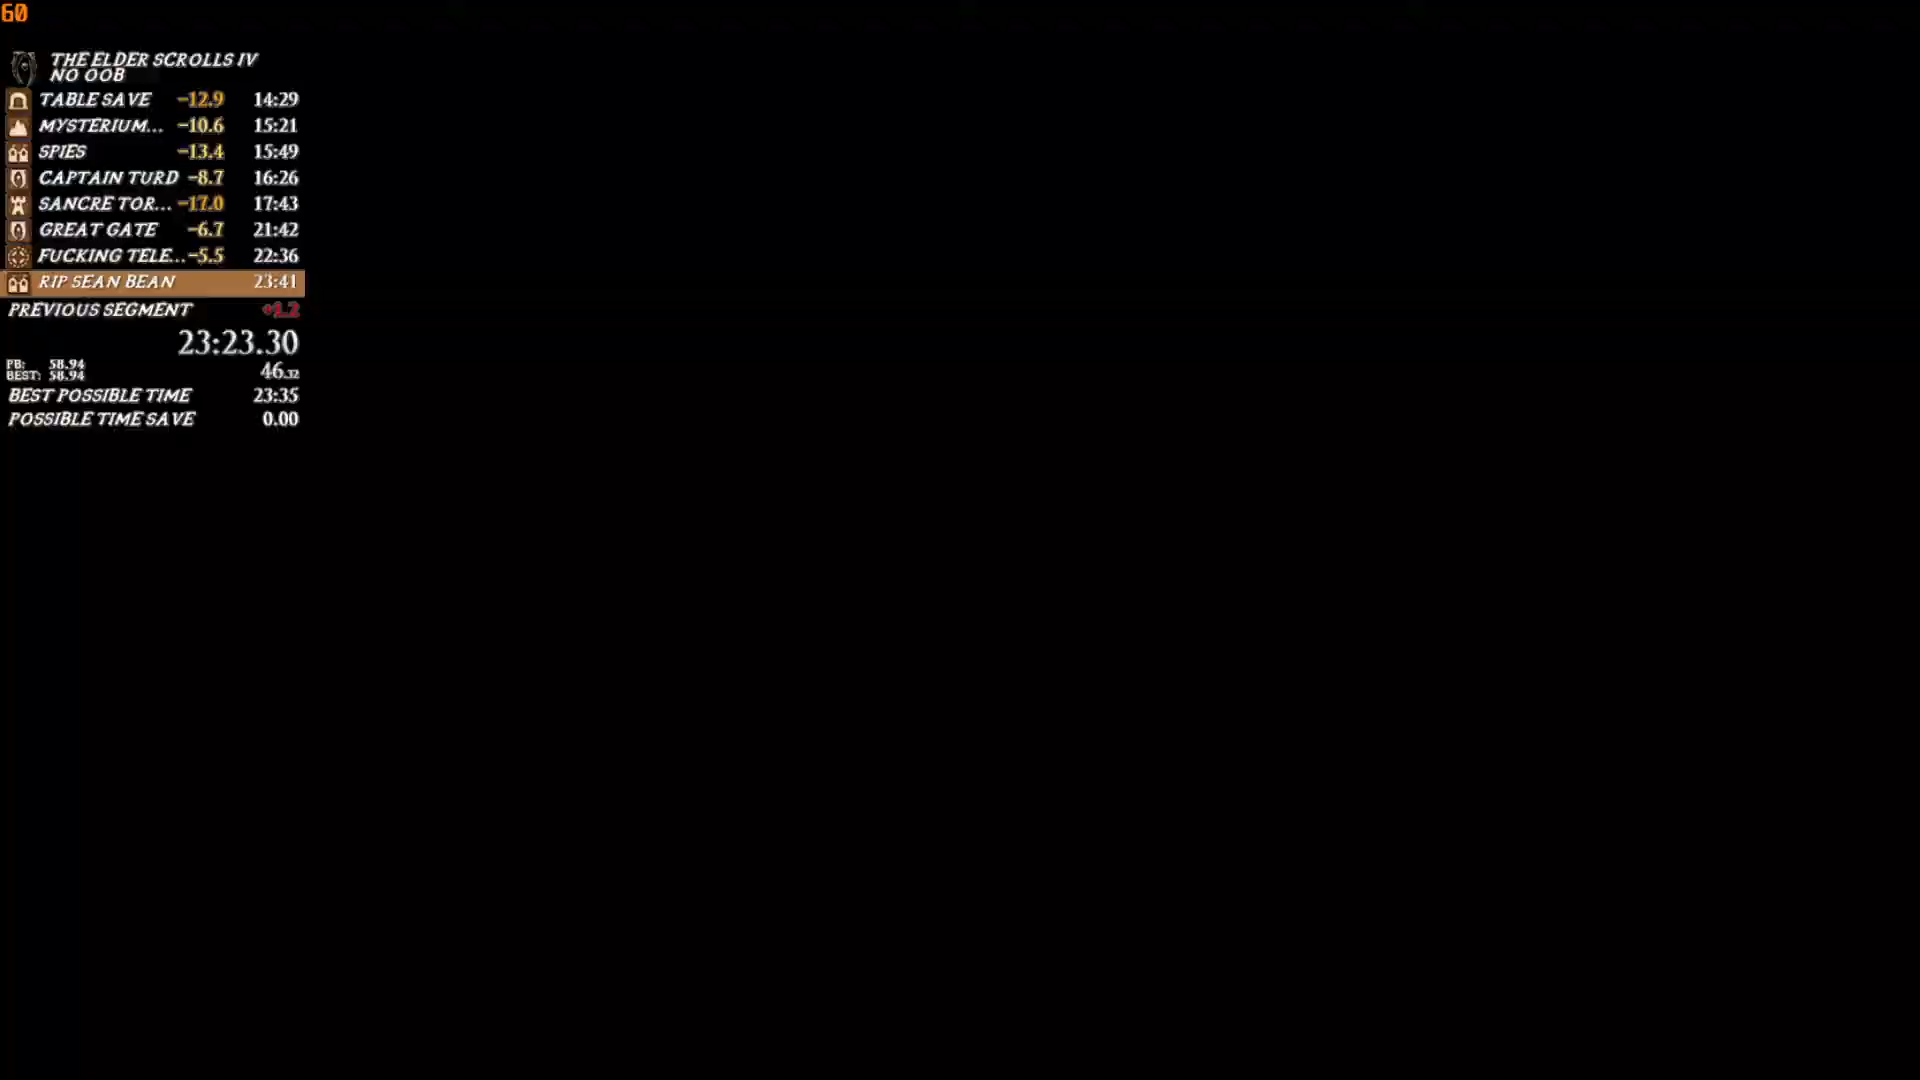 60
THE ELDER SCROLLS IV
NO OOB
TABLE SAVE -12.9 14:29
MYSTERIUM... -10.6 15:21
SPIES -13.4 15:49
CAPTAIN TURD -8.7 16:26
SANCRE TOR... -17.0 17:43
GREAT GATE -6.7 21:42
FUCKING TELE... -5.5 22:36
RIP SEAN BEAN 23:41
PREVIOUS SEGMENT +1.2
23:23.30
PB: 58.94
BEST: 58.94 46.32
BEST POSSIBLE TIME 23:35
POSSIBLE TIME SAVE 0.00